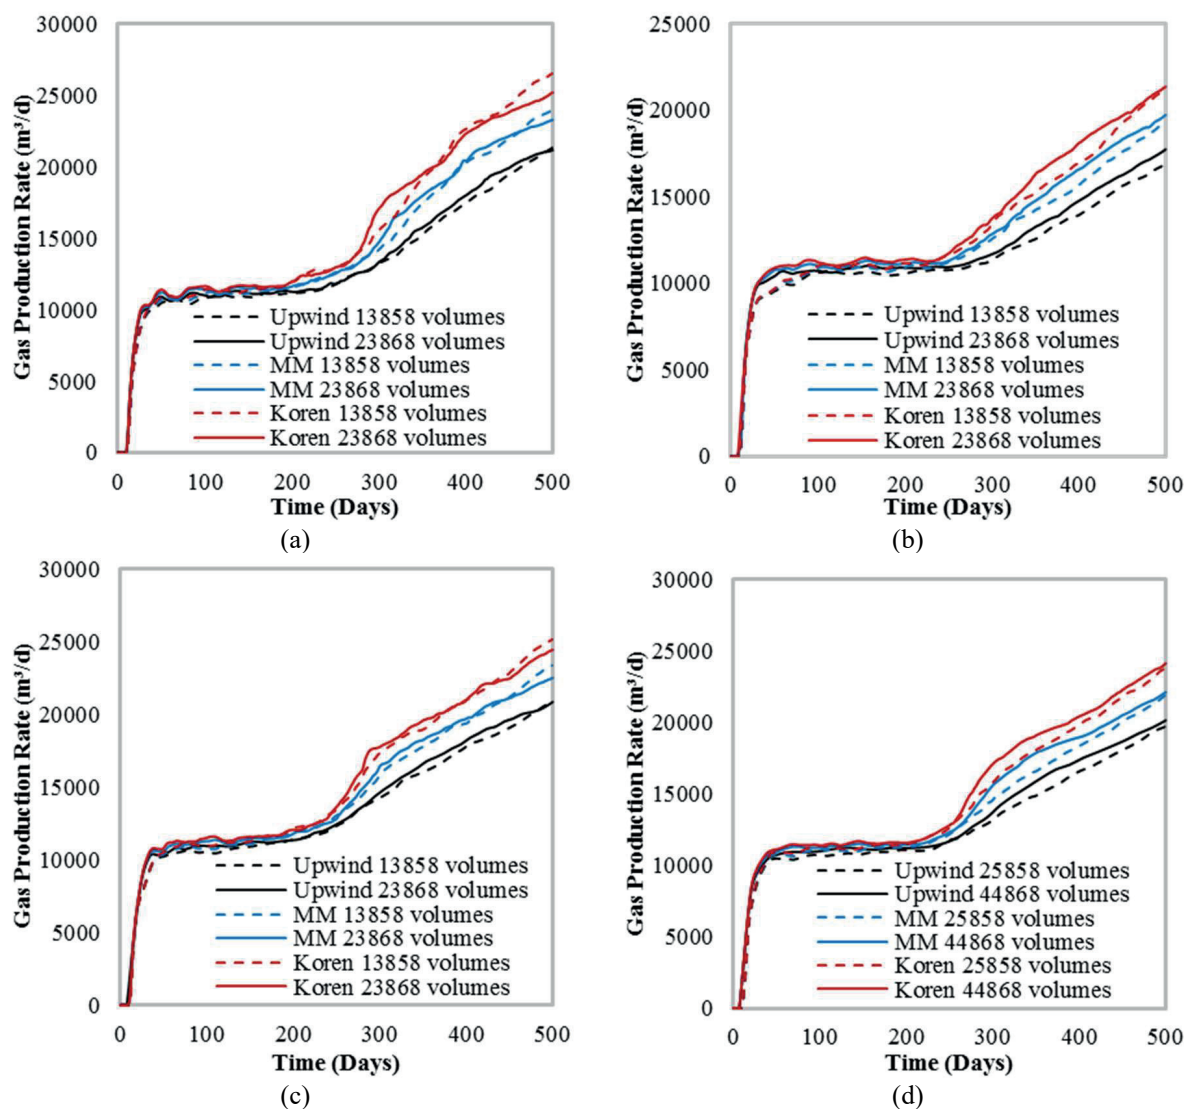 Gas Production Rate (m³/d)
30000
25000
20000
15000
10000
5000
0
Upwind 13858 volumes
Upwind 23868 volumes
MM 13858 volumes
MM 23868 volumes
Koren 13858 volumes
Koren 23868 volumes
0 100 200 300 400 500
Time (Days)
(a)
Gas Production Rate (m³/d)
25000
20000
15000
10000
5000
0
Upwind 13858 volumes
Upwind 23868 volumes
MM 13858 volumes
MM 23868 volumes
Koren 13858 volumes
Koren 23868 volumes
0 100 200 300 400 500
Time (Days)
(b)
Gas Production Rate (m³/d)
30000
25000
20000
15000
10000
5000
0
Upwind 13858 volumes
Upwind 23868 volumes
MM 13858 volumes
MM 23868 volumes
Koren 13858 volumes
Koren 23868 volumes
0 100 200 300 400 500
Time (Days)
(c)
Gas Production Rate (m³/d)
30000
25000
20000
15000
10000
5000
0
Upwind 25858 volumes
Upwind 44868 volumes
MM 25858 volumes
MM 44868 volumes
Koren 25858 volumes
Koren 44868 volumes
0 100 200 300 400 500
Time (Days)
(d)